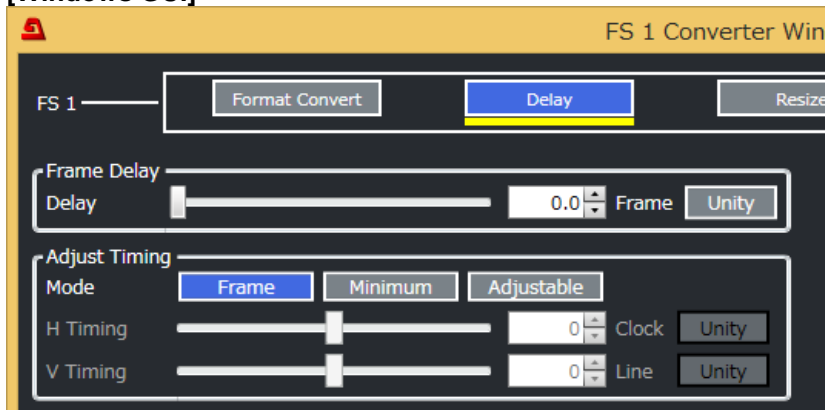 FS 1 Converter Win
FS 1
Format Convert
Delay
Resize
Frame Delay
Delay
0.0
Frame
Unity
Adjust Timing
Mode
Frame
Minimum
Adjustable
H Timing
0
Clock
Unity
V Timing
0
Line
Unity